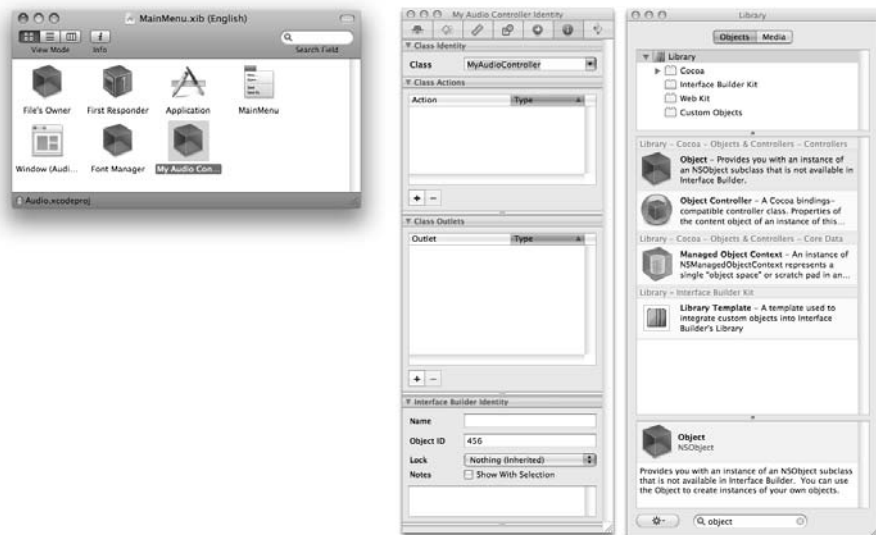 MainMenu.xib (English)
View Mode
Info
Search Field
File's Owner
First Responder
Application
MainMenu
Window (Audi...
Font Manager
My Audio Con...
Audio.xcodeproj
My Audio Controller Identity
Class Identity
Class
MyAudioController
Class Actions
Action
Type
+ −
Class Outlets
Outlet
Type
+ −
Interface Builder Identity
Name
Object ID
456
Lock
Nothing (Inherited)
Notes
Show With Selection
Library
Objects
Media
Library
Cocoa
Interface Builder Kit
Web Kit
Custom Objects
Library – Cocoa – Objects & Controllers – Controllers
Object – Provides you with an instance of
an NSObject subclass that is not available in
Interface Builder.
Object Controller – A Cocoa bindings-
compatible controller class. Properties of
the content object of an instance of this...
Library – Cocoa – Objects & Controllers – Core Data
Managed Object Context – An instance of
NSManagedObjectContext represents a
single "object space" or scratch pad in an...
Library – Interface Builder Kit
Library Template – A template used to
integrate custom objects into Interface
Builder's Library
Object
NSObject
Provides you with an instance of an NSObject subclass
that is not available in Interface Builder. You can use
the Object to create instances of your own objects.
object